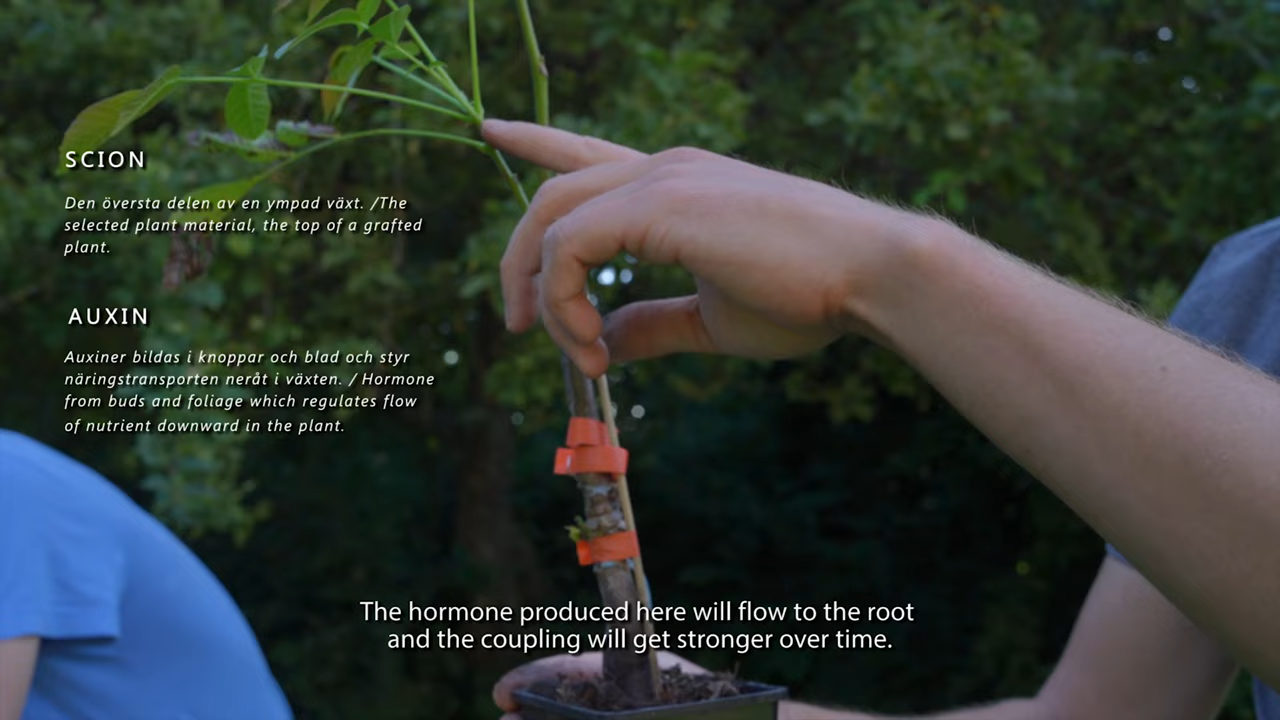 SCION
Den översta delen av en ympad växt. /The
selected plant material, the top of a grafted
plant.
AUXIN
Auxiner bildas i knoppar och blad och styr
näringstransporten neråt i växten. / Hormone
from buds and foliage which regulates flow
of nutrient downward in the plant.
The hormone produced here will flow to the root
and the coupling will get stronger over time.